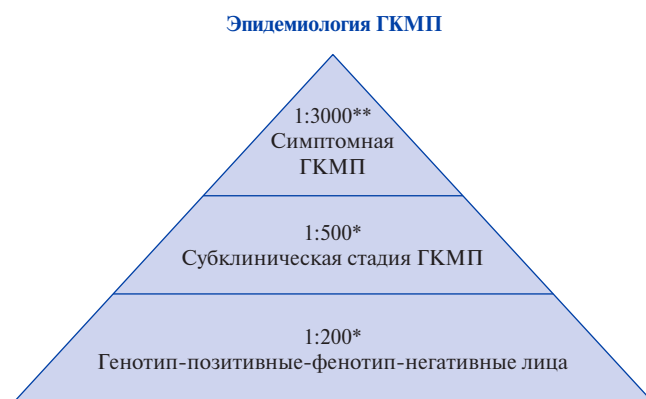 Эпидемиология ГКМП
1:3000**
Симптомная
ГКМП
1:500*
Субклиническая стадия ГКМП
1:200*
Генотип-позитивные-фенотип-негативные лица